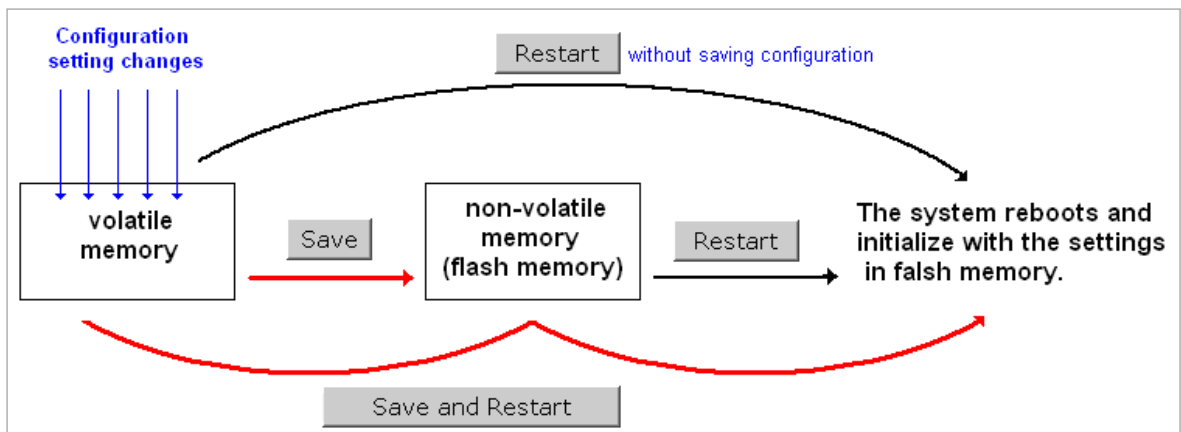 Configuration
setting changes
Restart
without saving configuration
volatile
memory
Save
non-volatile
memory
(flash memory)
Restart
The system reboots and
initialize with the settings
in falsh memory.
Save and Restart